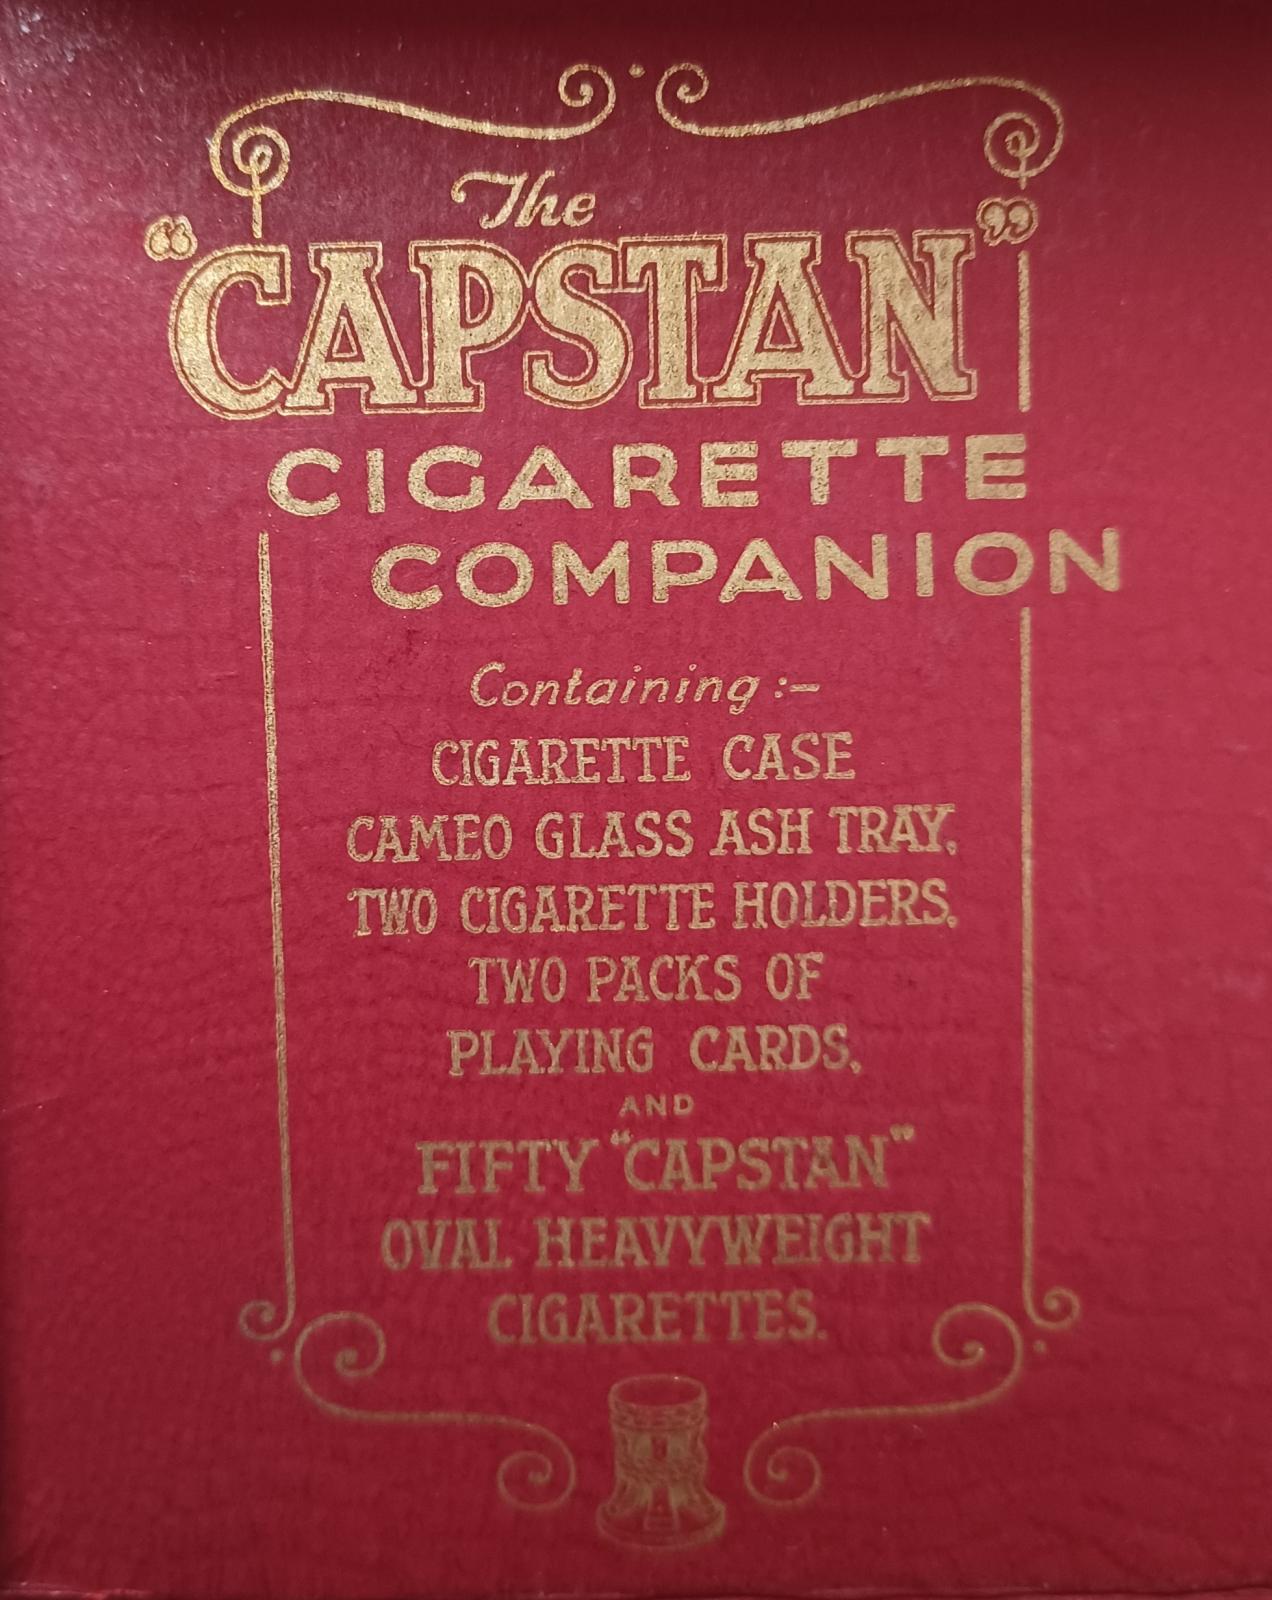 The
“CAPSTAN”
CIGARETTE
COMPANION
Containing :-
CIGARETTE CASE
CAMEO GLASS ASH TRAY,
TWO CIGARETTE HOLDERS,
TWO PACKS OF
PLAYING CARDS,
AND
FIFTY “CAPSTAN”
OVAL HEAVYWEIGHT
CIGARETTES.